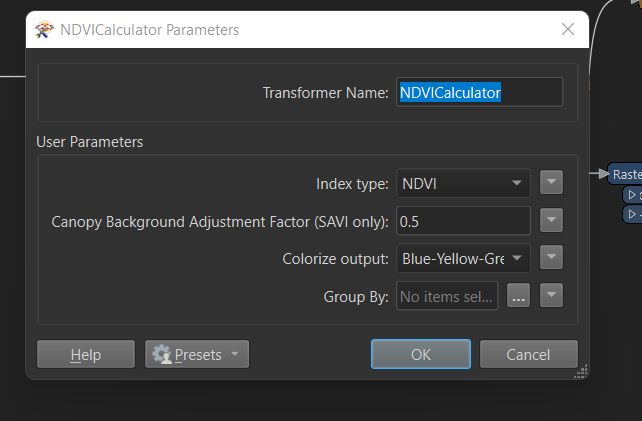 NDVICalculator Parameters
Transformer Name: NDVICalculator
User Parameters
Index type: NDVI
Canopy Background Adjustment Factor (SAVI only): 0.5
Raste
Colorize output: Blue-Yellow-Gre
Group By: No items sel... ...
Help Presets OK Cancel